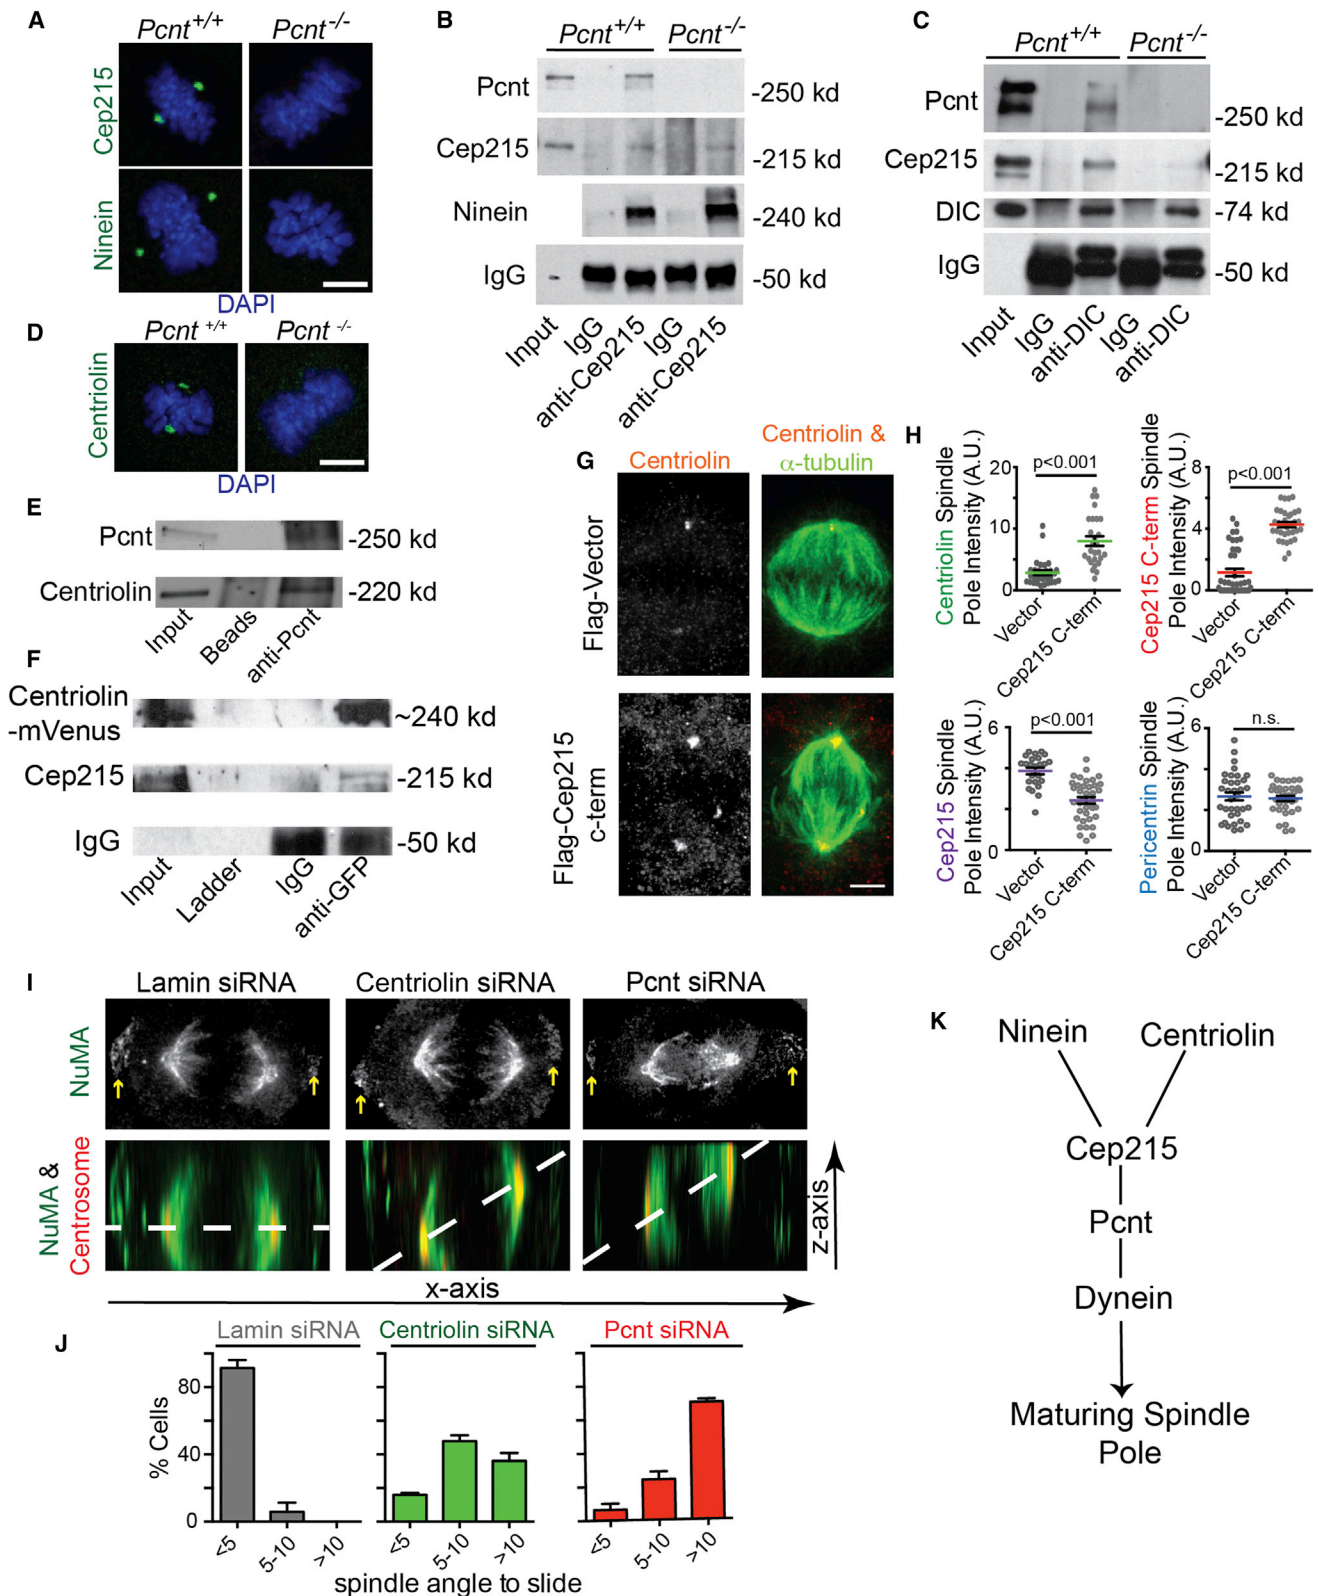 A
Pcnt+/+
Pcnt-/-
Cep215
Ninein
DAPI
B
Pcnt+/+
Pcnt-/-
Pcnt
-250 kd
Cep215
-215 kd
Ninein
-240 kd
IgG
-50 kd
Input
IgG
anti-Cep215
IgG
anti-Cep215
C
Pcnt+/+
Pcnt-/-
Pcnt
-250 kd
Cep215
-215 kd
DIC
-74 kd
IgG
-50 kd
Input
IgG
anti-DIC
IgG
anti-DIC
D
Pcnt +/+
Pcnt -/-
Centriolin
DAPI
E
Pcnt
-250 kd
Centriolin
-220 kd
Input
Beads
anti-Pcnt
F
Centriolin
-mVenus
~240 kd
Cep215
-215 kd
IgG
-50 kd
Input
Ladder
IgG
anti-GFP
G
Centriolin
Centriolin &
α-tubulin
Flag-Vector
Flag-Cep215
c-term
H
Centriolin Spindle
Pole Intensity (A.U.)
20
10
0
p<0.001
Vector
Cep215 C-term
Cep215 C-term Spindle
Pole Intensity (A.U.)
8
4
0
p<0.001
Vector
Cep215 C-term
Cep215 Spindle
Pole Intensity (A.U.)
6
0
p<0.001
Vector
Cep215 C-term
Pericentrin Spindle
Pole Intensity (A.U.)
6
0
n.s.
Vector
Cep215 C-term
I
Lamin siRNA
Centriolin siRNA
Pcnt siRNA
NuMA
NuMA &
Centrosome
z-axis
x-axis
J
Lamin siRNA
Centriolin siRNA
Pcnt siRNA
% Cells
80
40
0
<5
5-10
>10
<5
5-10
>10
<5
5-10
>10
spindle angle to slide
K
Ninein
Centriolin
Cep215
Pcnt
Dynein
Maturing Spindle
Pole